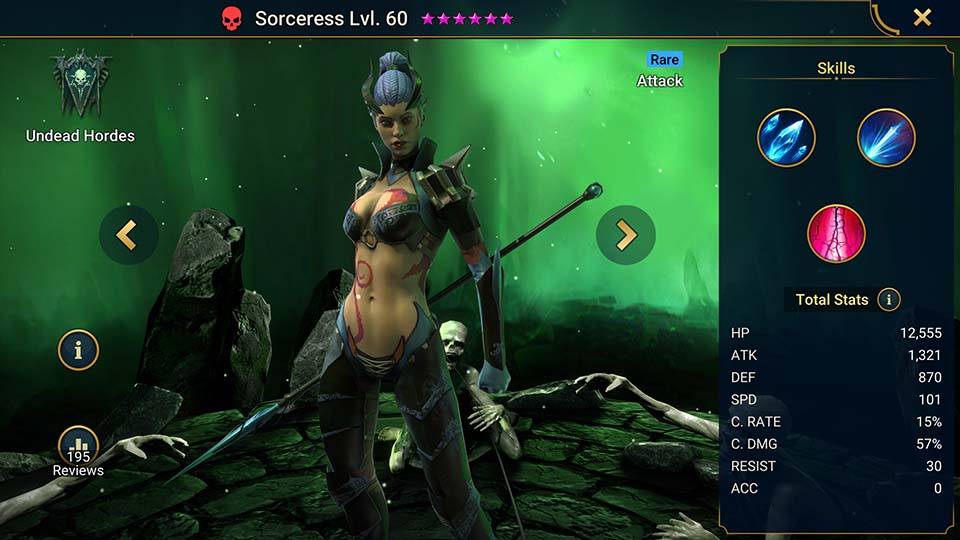 Sorceress Lvl. 60
Undead Hordes
Rare
Attack
195
Reviews
Skills
Total Stats
HP 12,555
ATK 1,321
DEF 870
SPD 101
C. RATE 15%
C. DMG 57%
RESIST 30
ACC 0